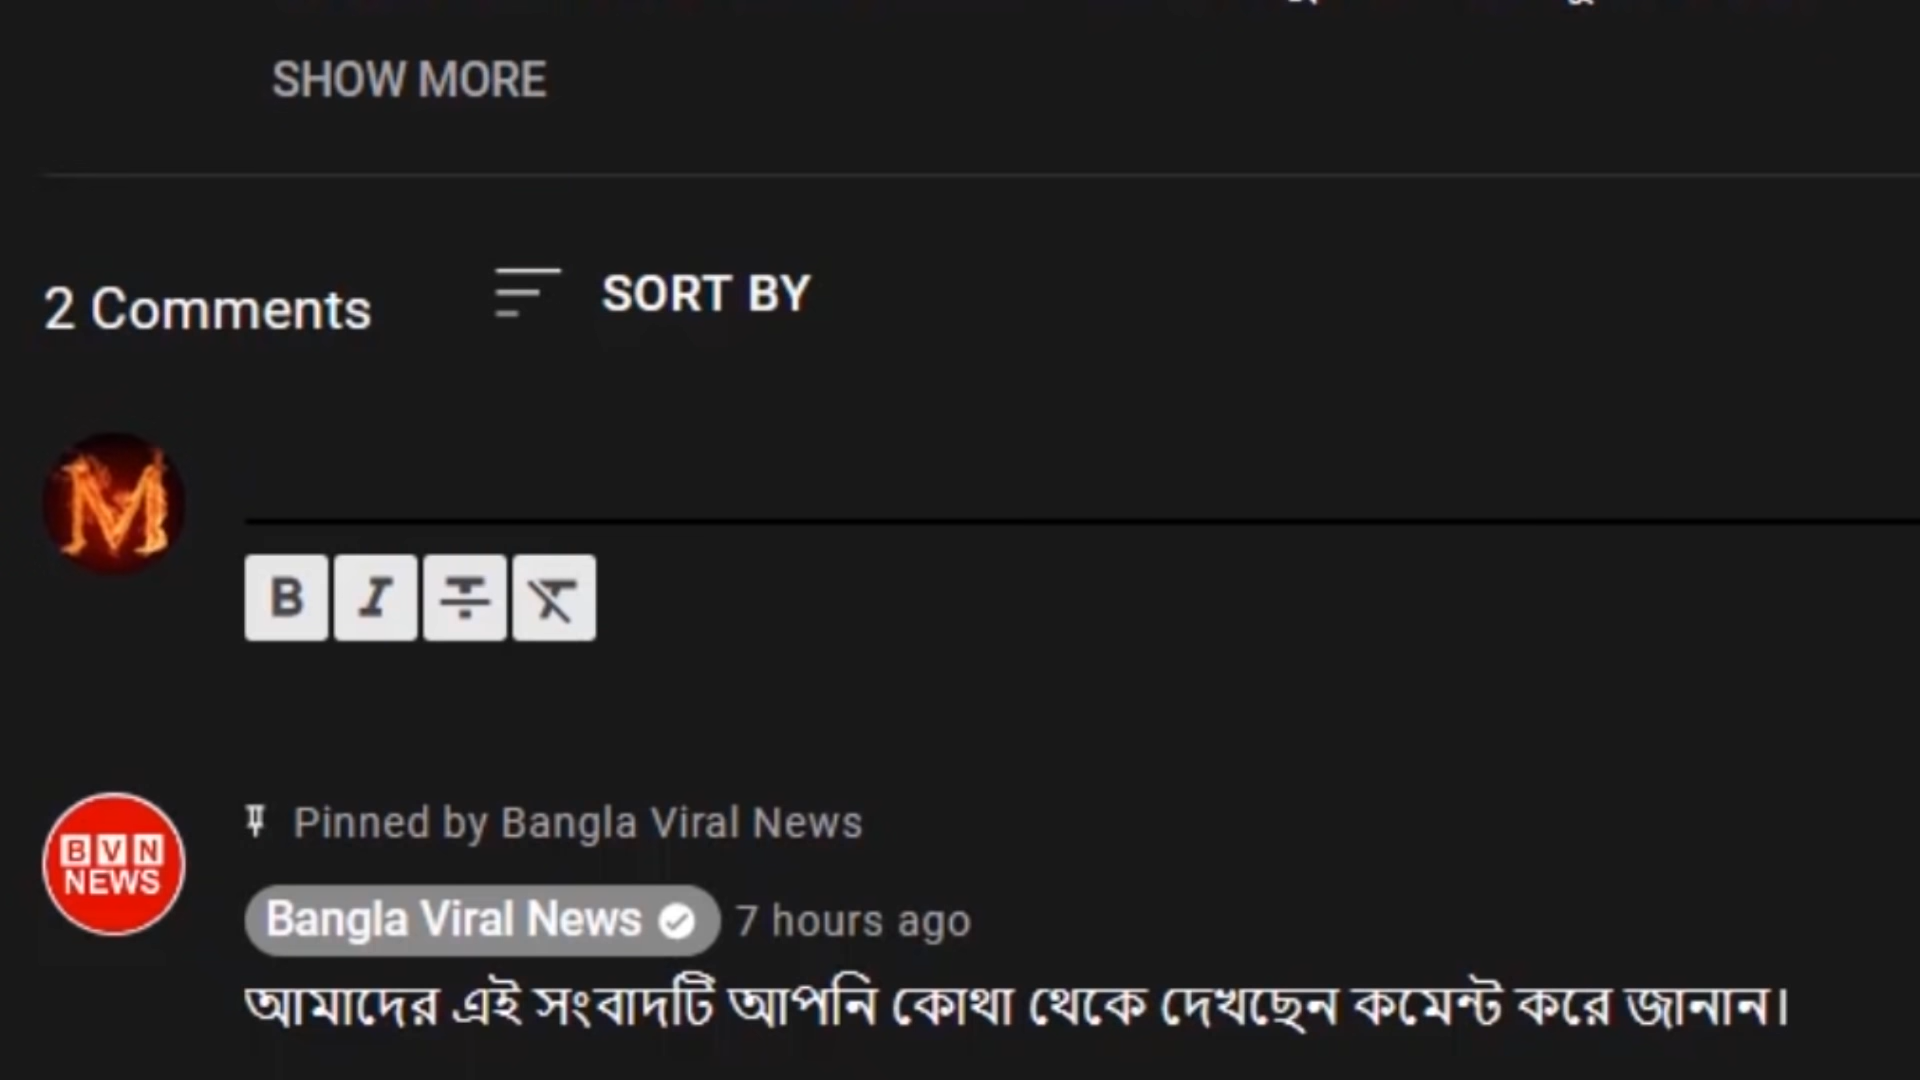 SHOW MORE
2 Comments
SORT BY
M
B I T T
BVN
NEWS
Pinned by Bangla Viral News
Bangla Viral News 7 hours ago
আমাদের এই সংবাদটি আপনি কোথা থেকে দেখছেন কমেন্ট করে জানান।